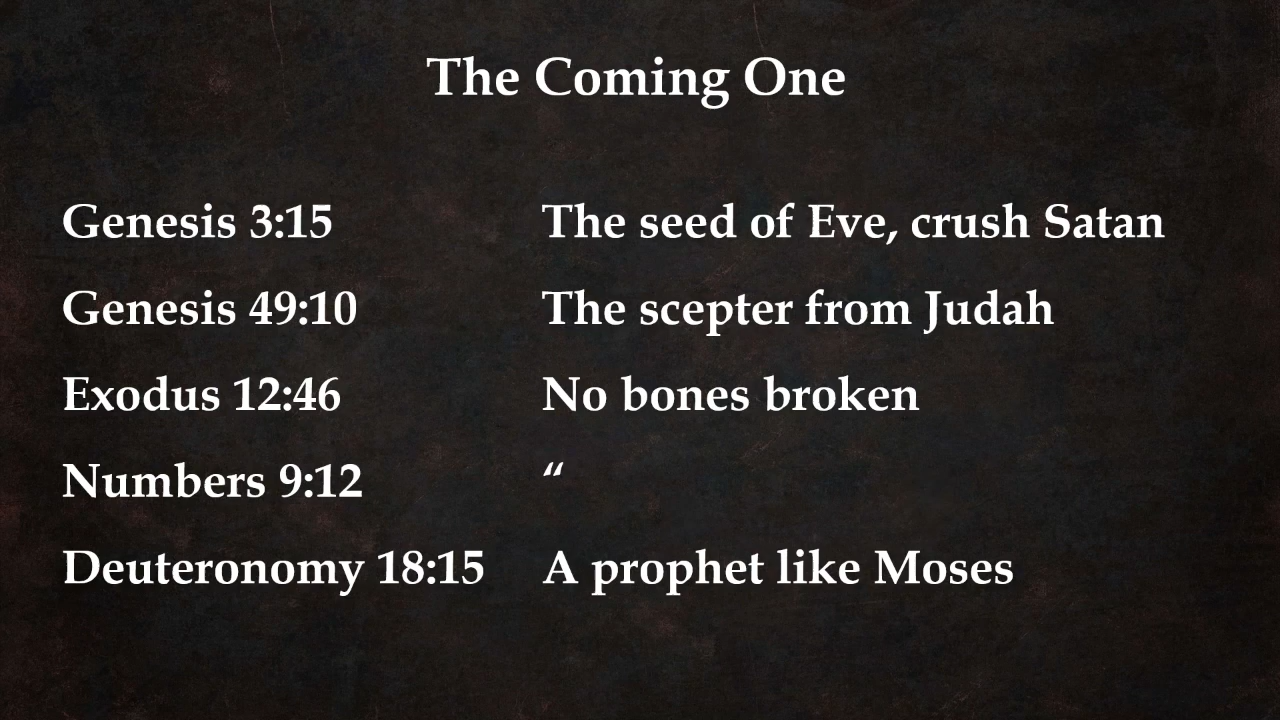 The Coming One
Genesis 3:15 The seed of Eve, crush Satan
Genesis 49:10 The scepter from Judah
Exodus 12:46 No bones broken
Numbers 9:12 “
Deuteronomy 18:15 A prophet like Moses